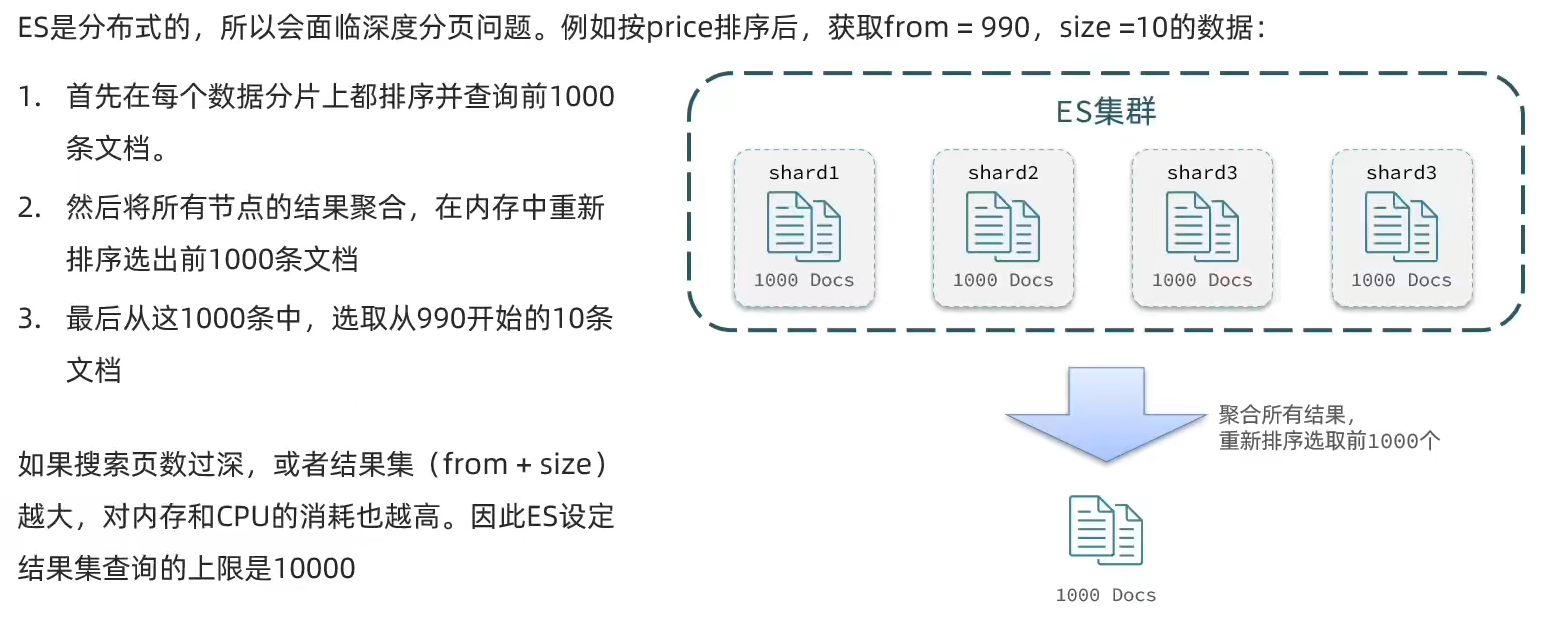 ES是分布式的，所以会面临深度分页问题。例如按price排序后，获取from = 990，size =10的数据：
1. 首先在每个数据分片上都排序并查询前1000
条文档。
2. 然后将所有节点的结果聚合，在内存中重新
排序选出前1000条文档
3. 最后从这1000条中，选取从990开始的10条
文档
如果搜索页数过深，或者结果集（from + size）
越大，对内存和CPU的消耗也越高。因此ES设定
结果集查询的上限是10000
ES集群
shard1
1000 Docs
shard2
1000 Docs
shard3
1000 Docs
shard3
1000 Docs
聚合所有结果，
重新排序选取前1000个
1000 Docs